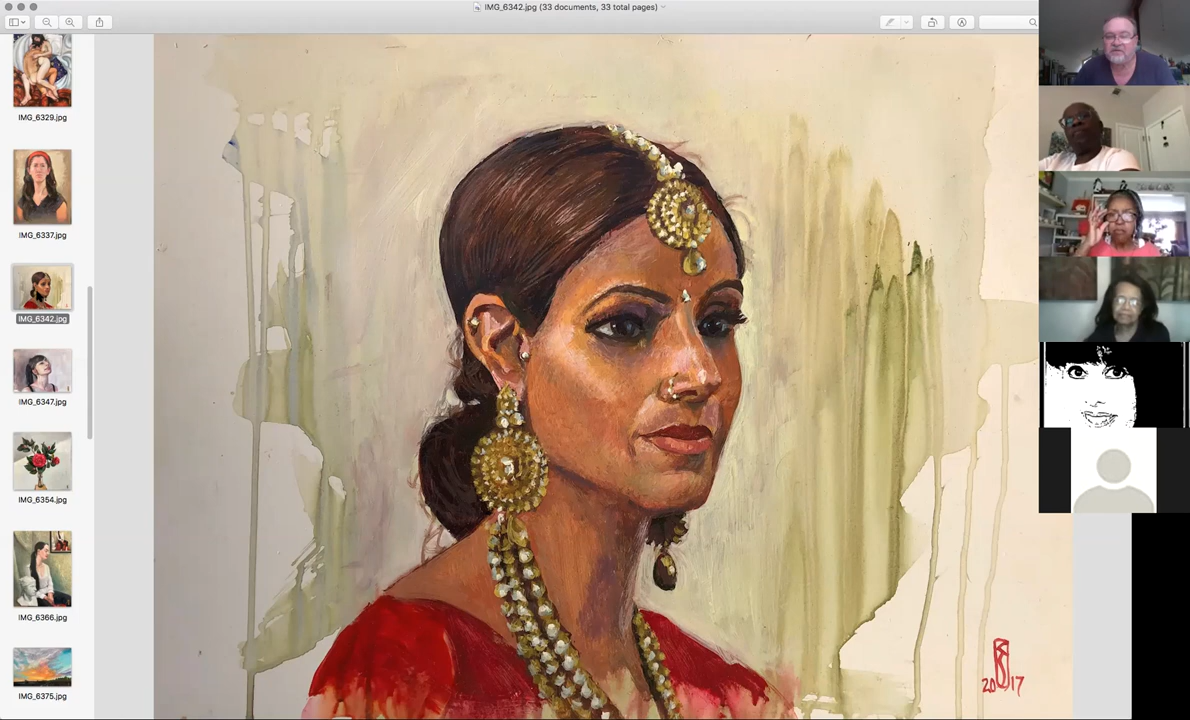 IMG_6342.jpg (33 documents, 33 total pages)
IMG_6329.jpg
IMG_6337.jpg
IMG_6342.jpg
IMG_6347.jpg
IMG_6354.jpg
IMG_6366.jpg
IMG_6375.jpg
2017